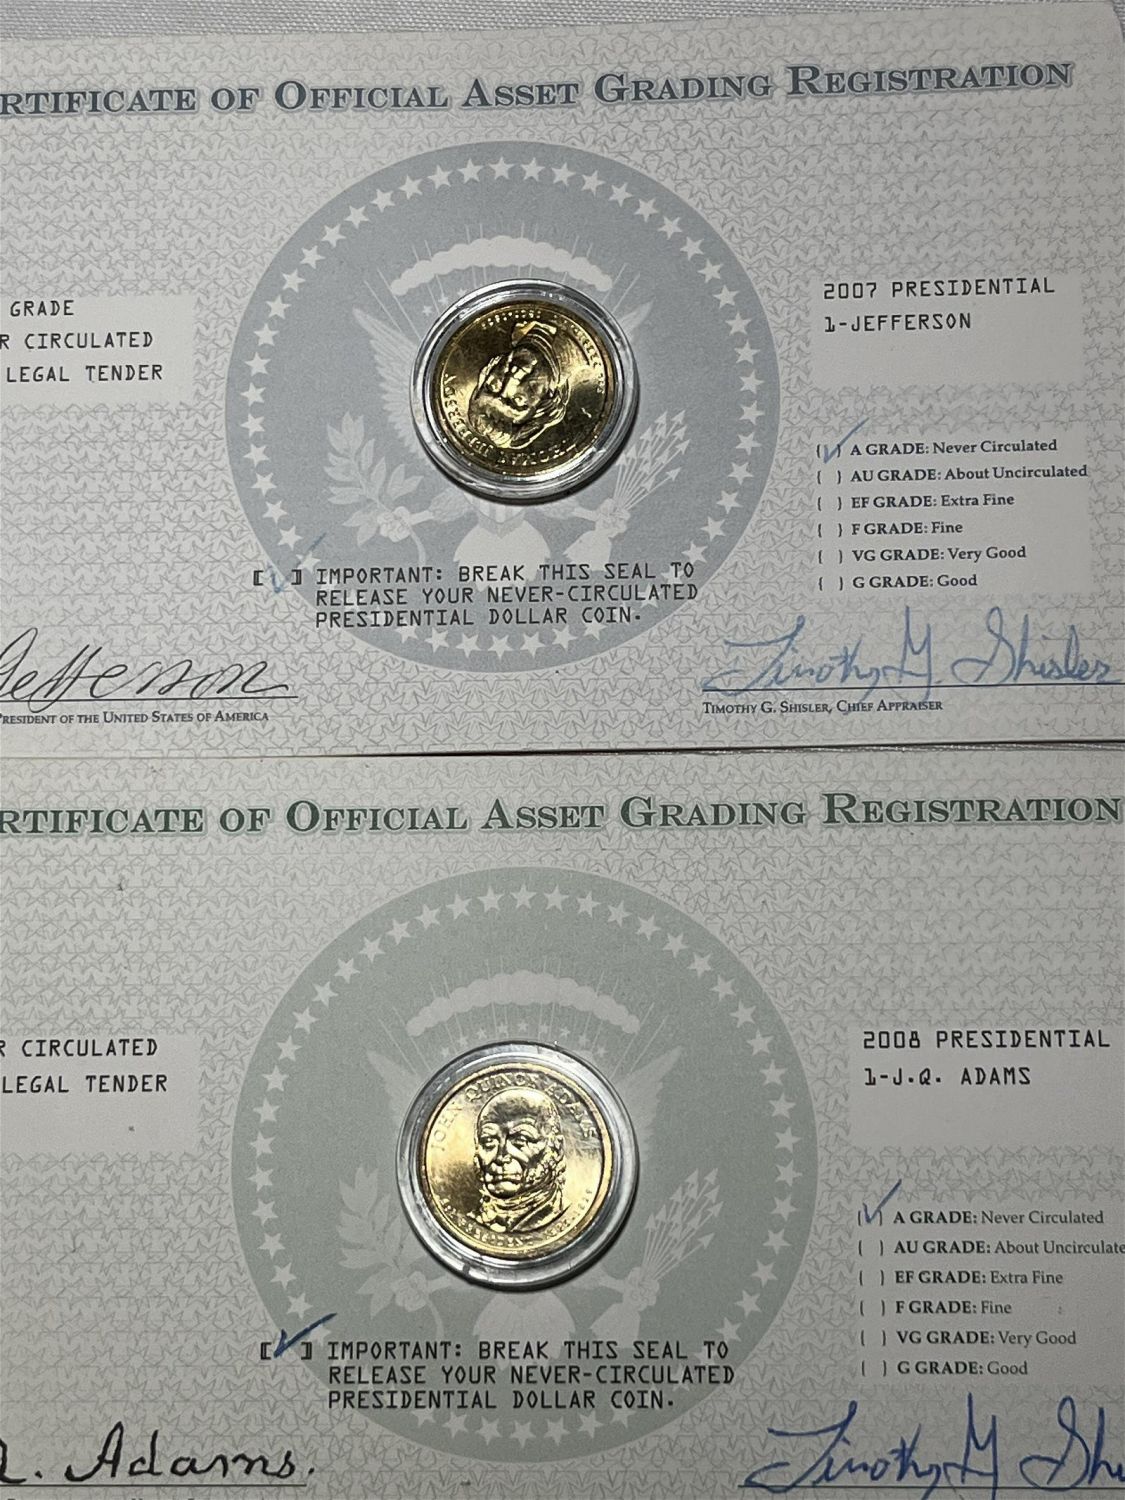 RTIFICATE OF OFFICIAL ASSET GRADING REGISTRATION
GRADE
R CIRCULATED
LEGAL TENDER
2007 PRESIDENTIAL
1-JEFFERSON
THOMAS JEFFERSON
( ) A GRADE: Never Circulated
( ) AU GRADE: About Uncirculated
( ) EF GRADE: Extra Fine
( ) F GRADE: Fine
( ) VG GRADE: Very Good
( ) G GRADE: Good
[ ] IMPORTANT: BREAK THIS SEAL TO
RELEASE YOUR NEVER-CIRCULATED
PRESIDENTIAL DOLLAR COIN.
Jefferson
PRESIDENT OF THE UNITED STATES OF AMERICA
Timothy G. Shisler
TIMOTHY G. SHISLER, CHIEF APPRAISER
RTIFICATE OF OFFICIAL ASSET GRADING REGISTRATION
R CIRCULATED
LEGAL TENDER
2008 PRESIDENTIAL
1-J.Q. ADAMS
JOHN QUINCY ADAMS
( ) A GRADE: Never Circulated
( ) AU GRADE: About Uncirculate
( ) EF GRADE: Extra Fine
( ) F GRADE: Fine
( ) VG GRADE: Very Good
( ) G GRADE: Good
[ ] IMPORTANT: BREAK THIS SEAL TO
RELEASE YOUR NEVER-CIRCULATED
PRESIDENTIAL DOLLAR COIN.
. Adams.
Timothy G. Shi